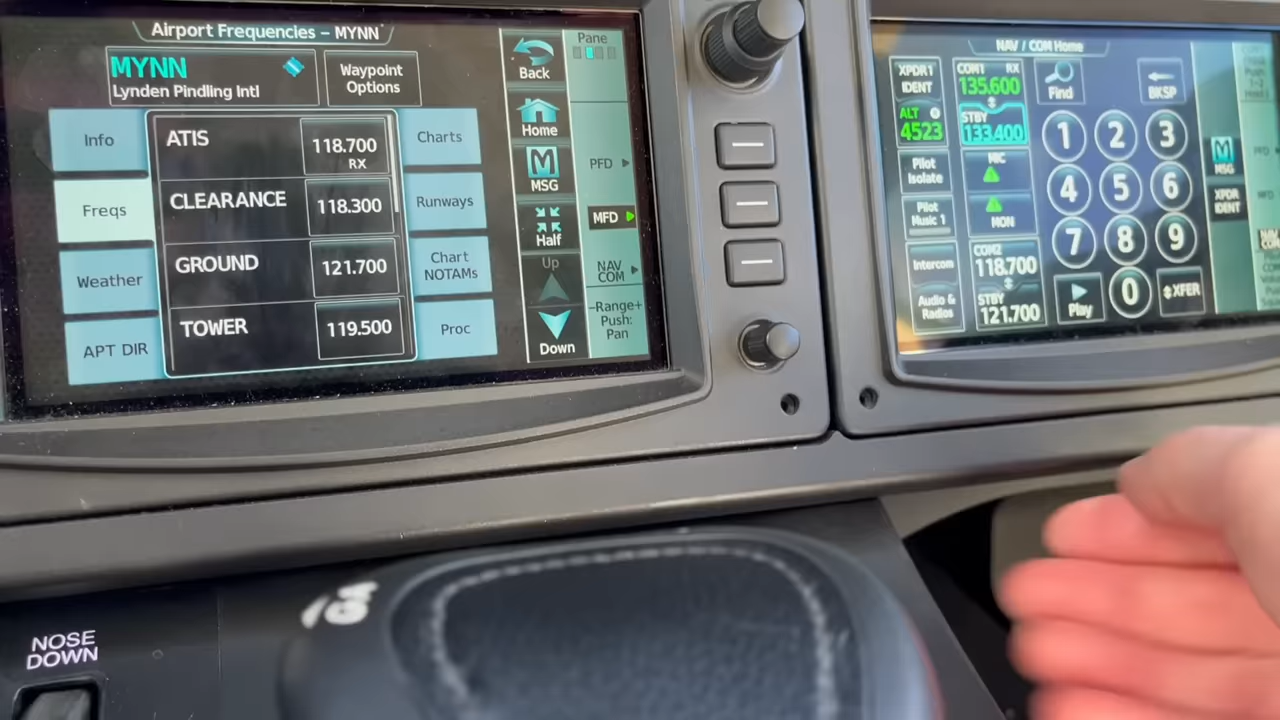 Airport Frequencies – MYNN
MYNN
Lynden Pindling Intl
Waypoint
Options
Info
Freqs
Weather
APT DIR
ATIS
118.700
RX
CLEARANCE
118.300
GROUND
121.700
TOWER
119.500
Charts
Runways
Chart
NOTAMs
Proc
Back
Home
MSG
Half
Up
Down
Pane
PFD
MFD
NAV
COM
–Range+
Push:
Pan
NAV / COM Home
XPDR1
IDENT
ALT
4523
Pilot
Isolate
Pilot
Music 1
Intercom
Audio &
Radios
COM1 RX
135.600
STBY
133.400
MIC
MON
COM2
118.700
STBY
121.700
Find
BKSP
1 2 3
4 5 6
7 8 9
Play
0
XFER
MSG
XPDR
IDENT
NOSE
DOWN